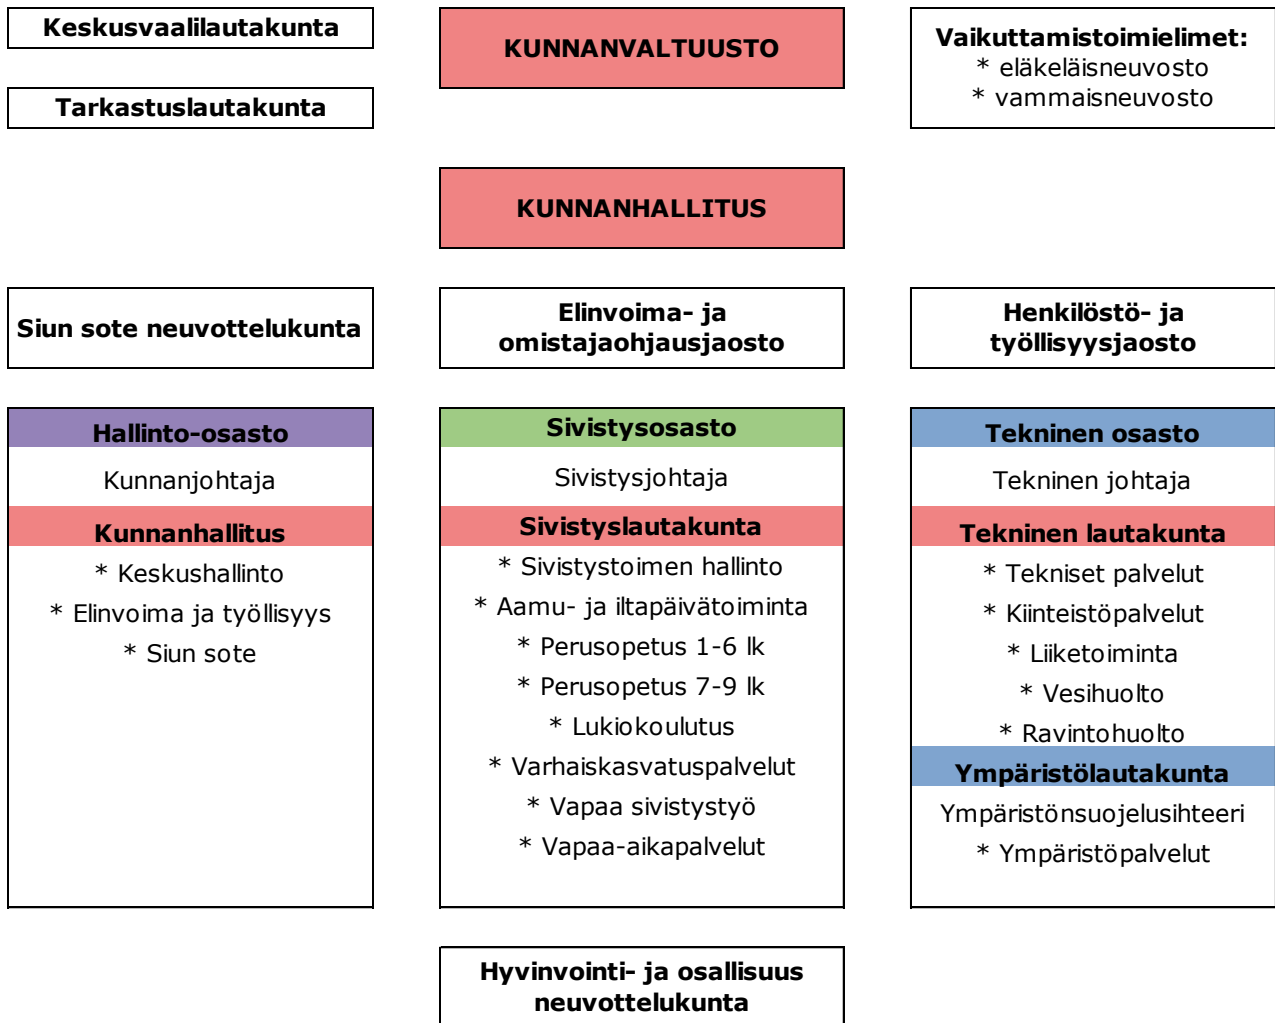 Keskusvaalilautakunta
Tarkastuslautakunta
KUNNANVALTUUSTO
Vaikuttamistoimielimet:
* eläkeläisneuvosto
* vammaisneuvosto
KUNNANHALLITUS
Siun sote neuvottelukunta
Elinvoima- ja
omistajaohjausjaosto
Henkilöstö- ja
työllisyysjaosto
Hallinto-osasto
Kunnanjohtaja
Kunnanhallitus
* Keskushallinto
* Elinvoima ja työllisyys
* Siun sote
Sivistysosasto
Sivistysjohtaja
Sivistyslautakunta
* Sivistystoimen hallinto
* Aamu- ja iltapäivätoiminta
* Perusopetus 1-6 lk
* Perusopetus 7-9 lk
* Lukiokoulutus
* Varhaiskasvatuspalvelut
* Vapaa sivistystyö
* Vapaa-aikapalvelut
Tekninen osasto
Tekninen johtaja
Tekninen lautakunta
* Tekniset palvelut
* Kiinteistöpalvelut
* Liiketoiminta
* Vesihuolto
* Ravintohuolto
Ympäristölautakunta
Ympäristönsuojelusihteeri
* Ympäristöpalvelut
Hyvinvointi- ja osallisuus
neuvottelukunta